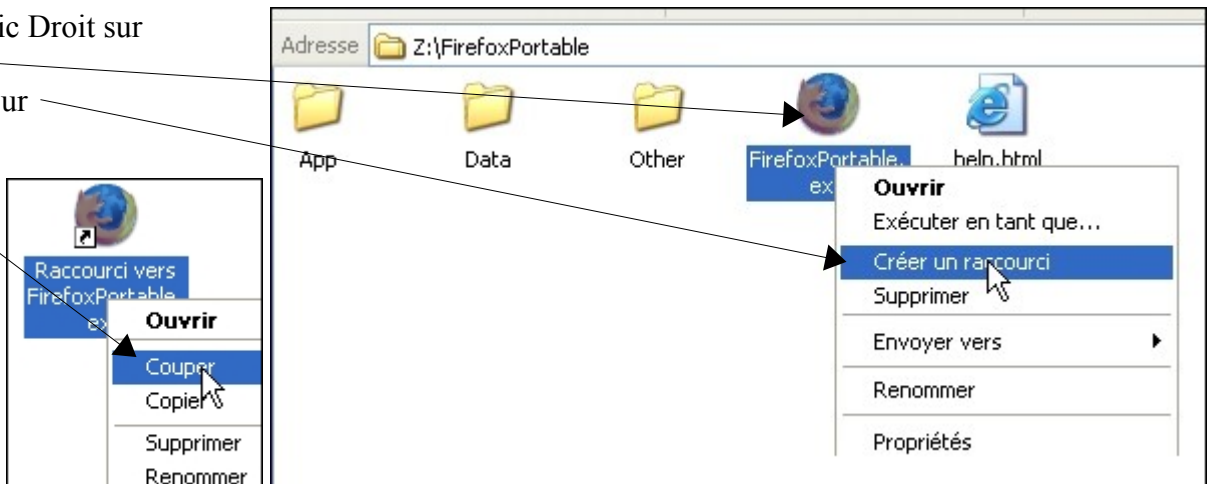 ic Droit sur
ur
Adresse Z:\FirefoxPortable
App
Data
Other
FirefoxPortable.
ex
help.html
Ouvrir
Exécuter en tant que...
Créer un raccourci
Supprimer
Envoyer vers
Renommer
Propriétés
Raccourci vers
FirefoxPortable.
ex
Ouvrir
Couper
Copier
Supprimer
Renommer